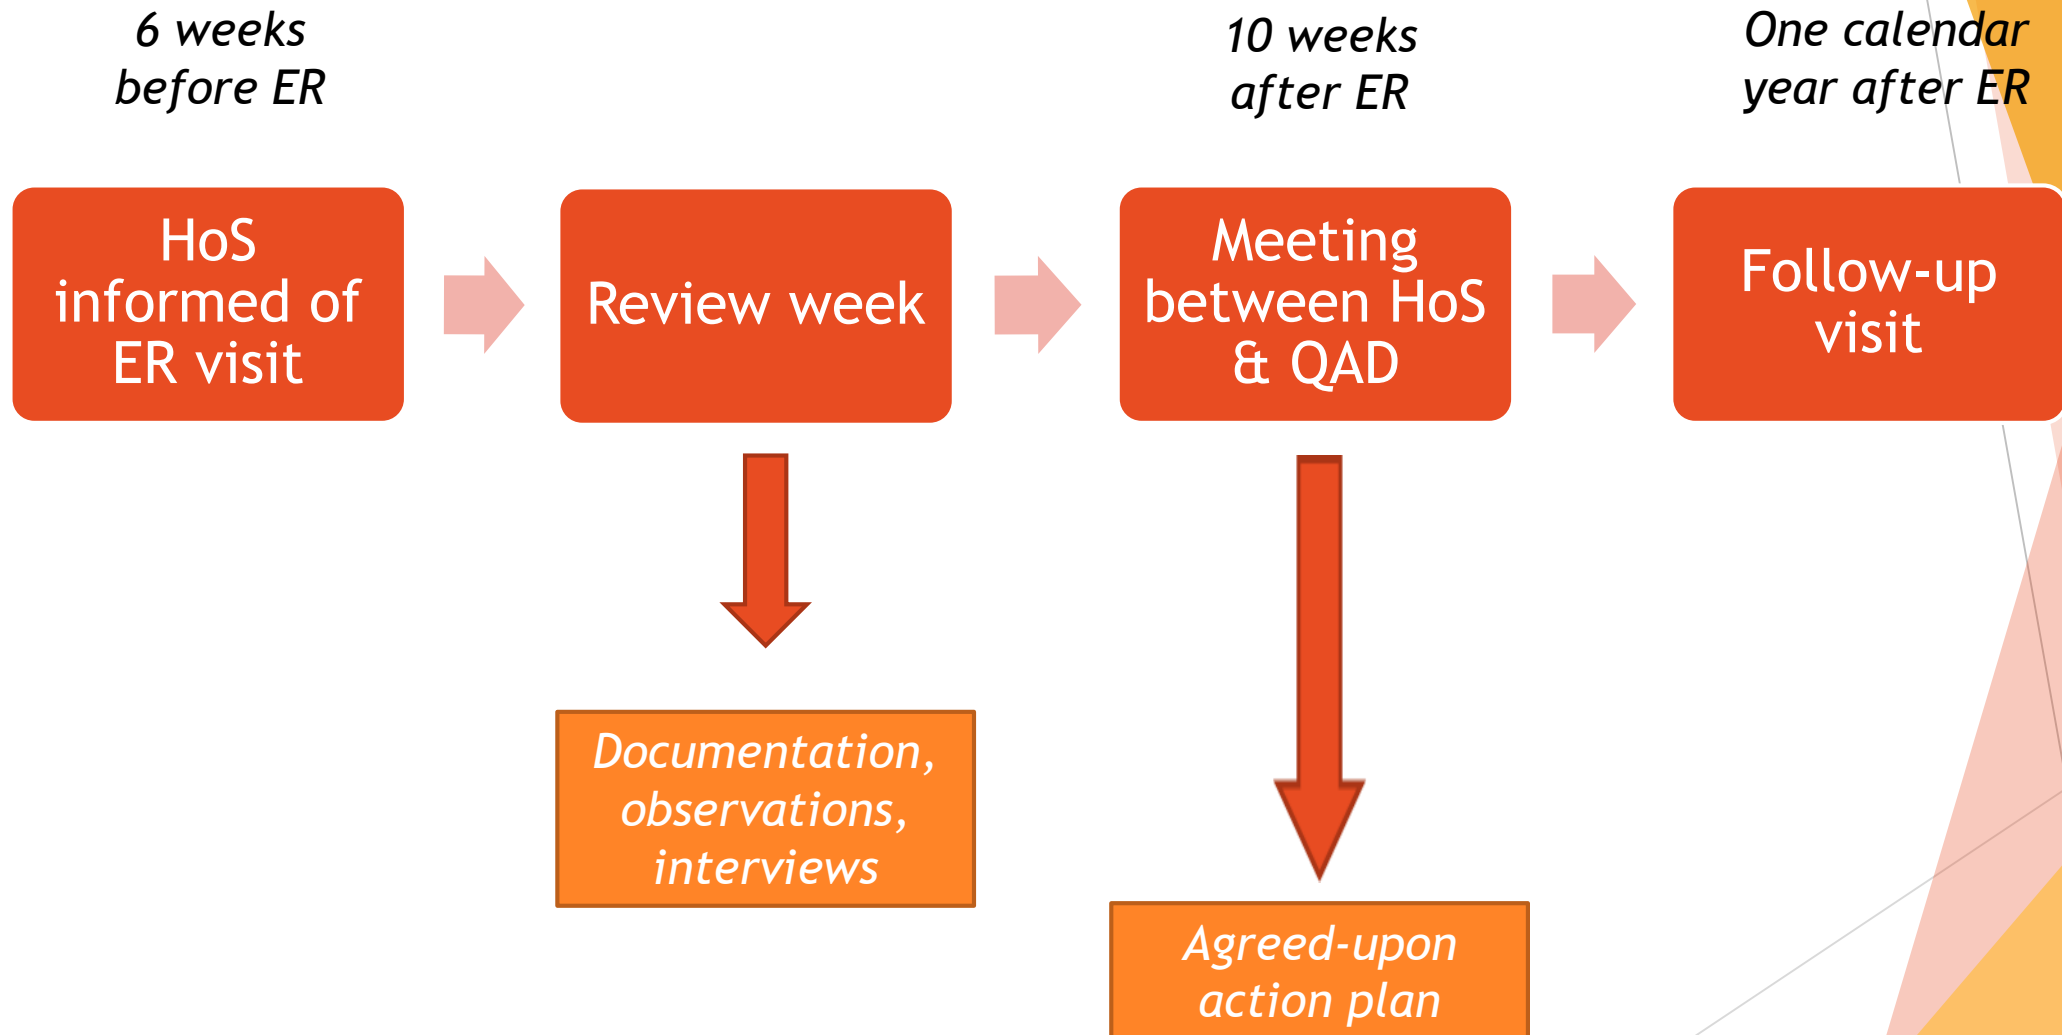 6 weeks
before ER
10 weeks
after ER
One calendar
year after ER
HoS
informed of
ER visit
Review week
Meeting
between HoS
& QAD
Follow-up
visit
Documentation,
observations,
interviews
Agreed-upon
action plan